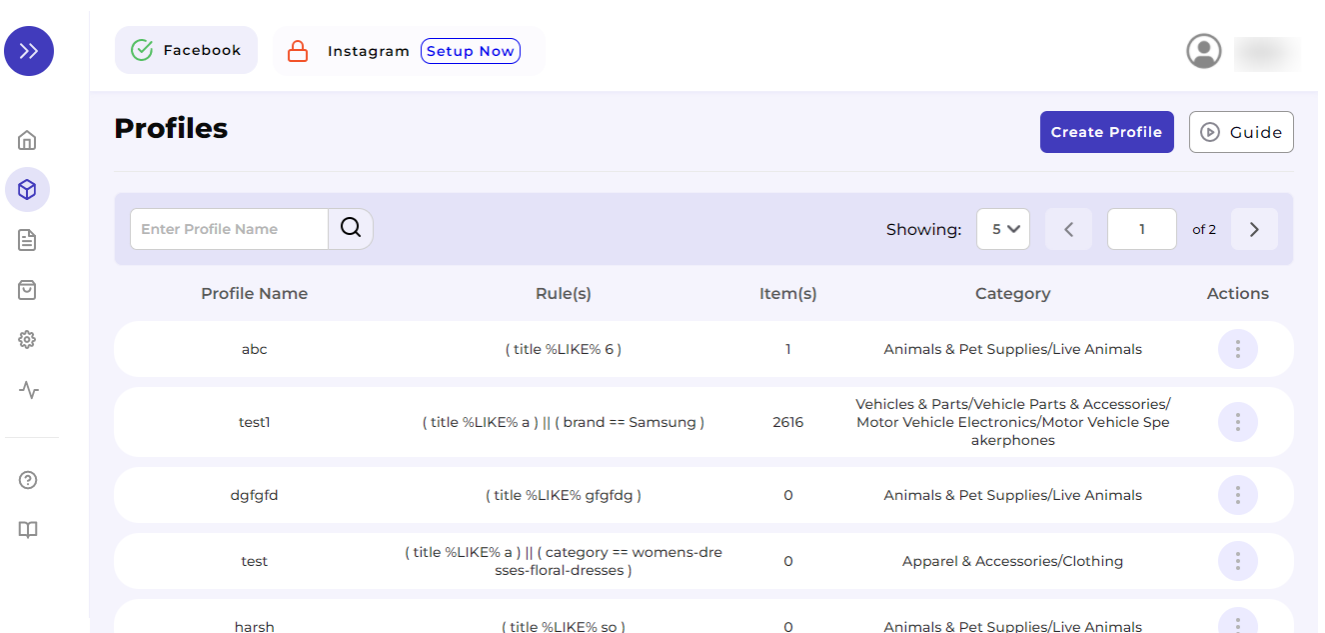 Facebook
Instagram Setup Now
Profiles
Create Profile
Guide
Enter Profile Name
Showing: 5 1 of 2
Profile Name Rule(s) Item(s) Category Actions
abc ( title %LIKE% 6 ) 1 Animals & Pet Supplies/Live Animals
test1 ( title %LIKE% a ) || ( brand == Samsung ) 2616 Vehicles & Parts/Vehicle Parts & Accessories/
Motor Vehicle Electronics/Motor Vehicle Spe
akerphones
dgfgfd ( title %LIKE% gfgfdg ) 0 Animals & Pet Supplies/Live Animals
test ( title %LIKE% a ) || ( category == womens-dre
sses-floral-dresses ) 0 Apparel & Accessories/Clothing
harsh ( title %LIKE% so ) 0 Animals & Pet Supplies/Live Animals